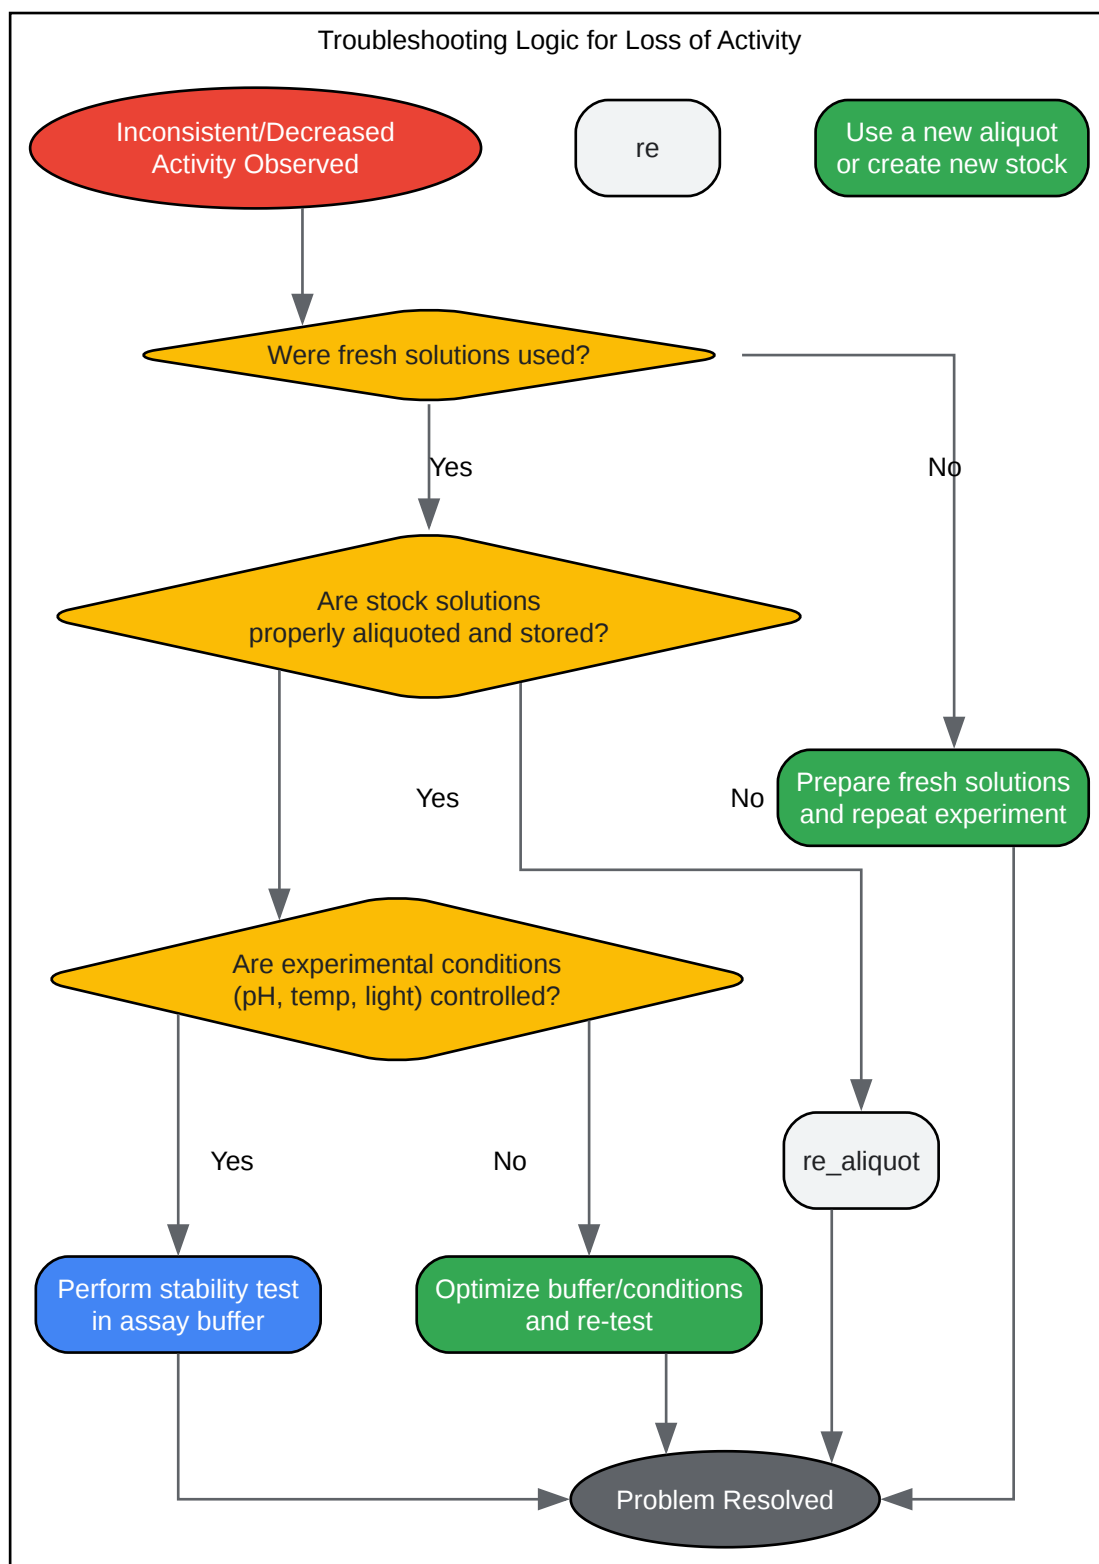 Troubleshooting Logic for Loss of Activity
Inconsistent/Decreased
Activity Observed
re
Use a new aliquot
or create new stock
Were fresh solutions used?
Yes
No
Are stock solutions
properly aliquoted and stored?
Yes
No
Prepare fresh solutions
and repeat experiment
Are experimental conditions
(pH, temp, light) controlled?
Yes
No
re_aliquot
Perform stability test
in assay buffer
Optimize buffer/conditions
and re-test
Problem Resolved